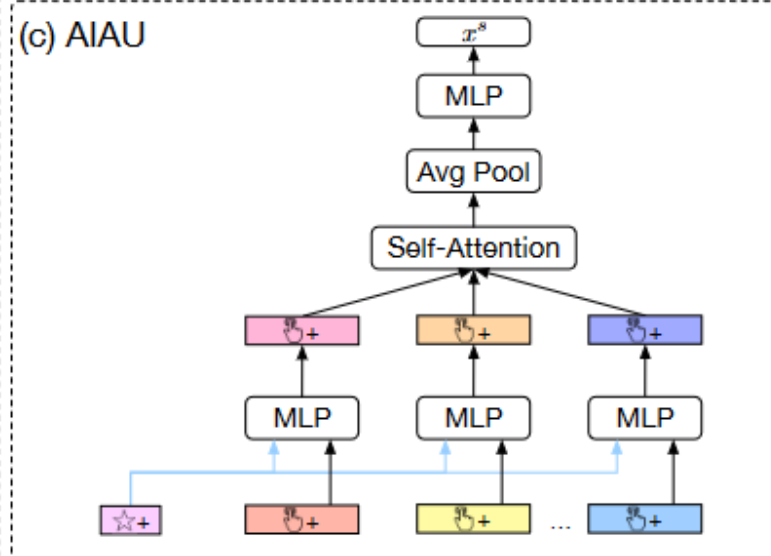 (c) AIAU
x^s
MLP
Avg Pool
Self-Attention
+ + +
MLP MLP MLP
☆+ + + ... +